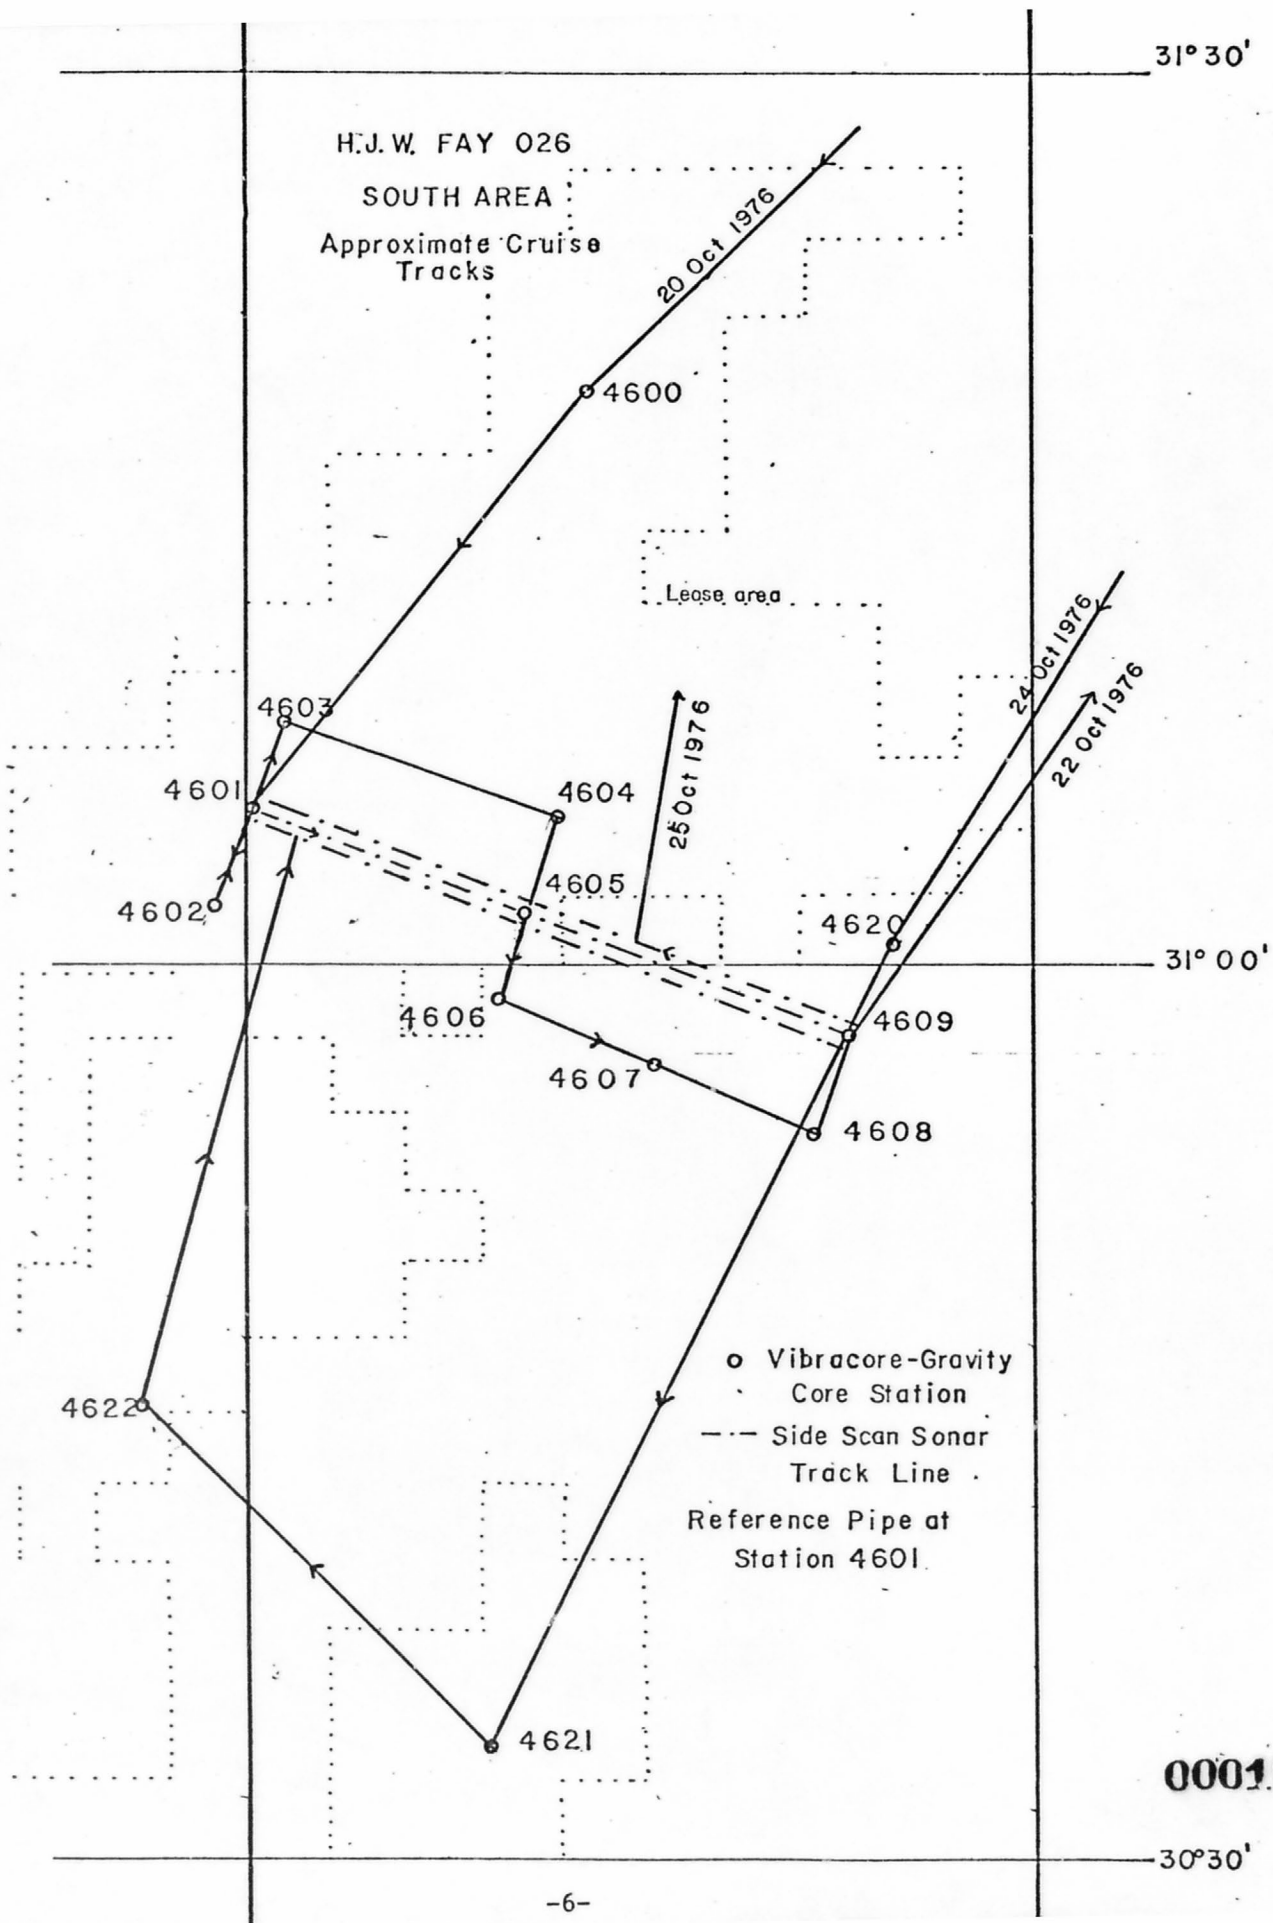 31°30'
H.J.W. FAY 026
SOUTH AREA
Approximate Cruise
Tracks
20 Oct 1976
4600
Lease area
24 Oct 1976
22 Oct 1976
4603
25 Oct 1976
4601
4604
4605
4602
4620
31°00'
4606
4609
4607
4608
Vibracore-Gravity
Core Station
4622
Side Scan Sonar
Track Line
Reference Pipe at
Station 4601
4621
0001
30°30'
-6-